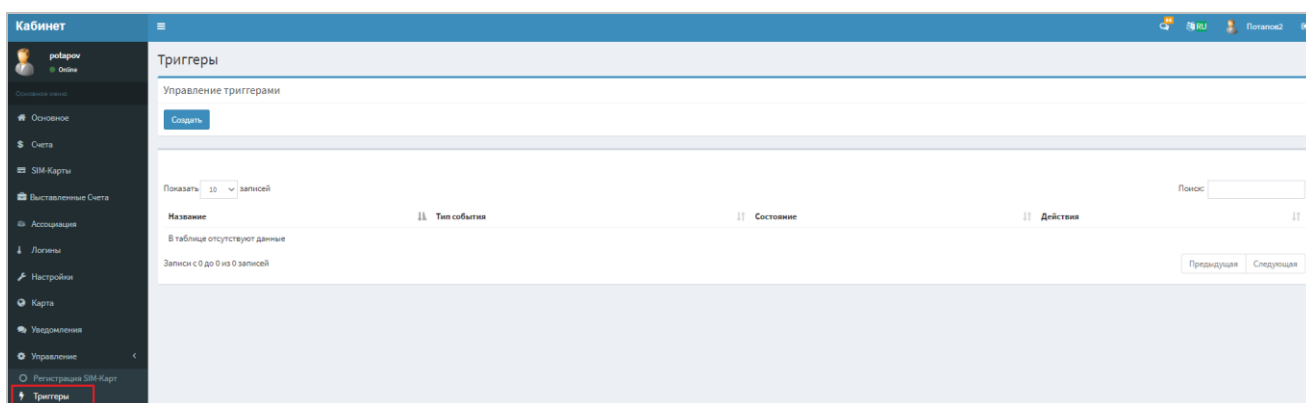 Кабинет
RU Потапов2
potapov
Online
Основное меню
Основное
Счета
SIM-Карты
Выставленные Счета
Ассоциация
Логины
Настройки
Карта
Уведомления
Управление
Регистрация SIM-Карт
Триггеры
Триггеры
Управление триггерами
Создать
Показать 10 записей
Поиск:
Название Тип события Состояние Действия
В таблице отсутствуют данные
Записи с 0 до 0 из 0 записей
Предыдущая Следующая